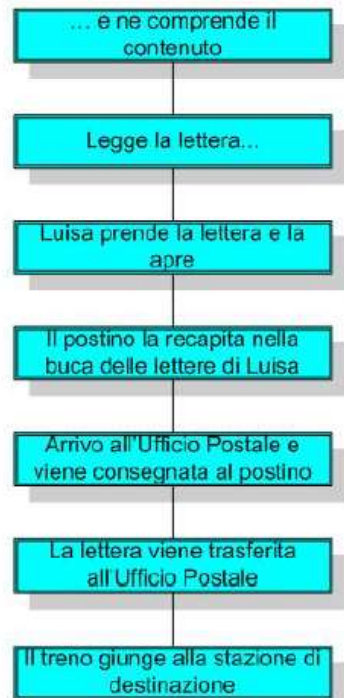 ... e ne comprende il
contenuto
Legge la lettera...
Luisa prende la lettera e la
apre
Il postino la recapita nella
buca delle lettere di Luisa
Arrivo all'Ufficio Postale e
viene consegnata al postino
La lettera viene trasferita
all'Ufficio Postale
Il treno giunge alla stazione di
destinazione